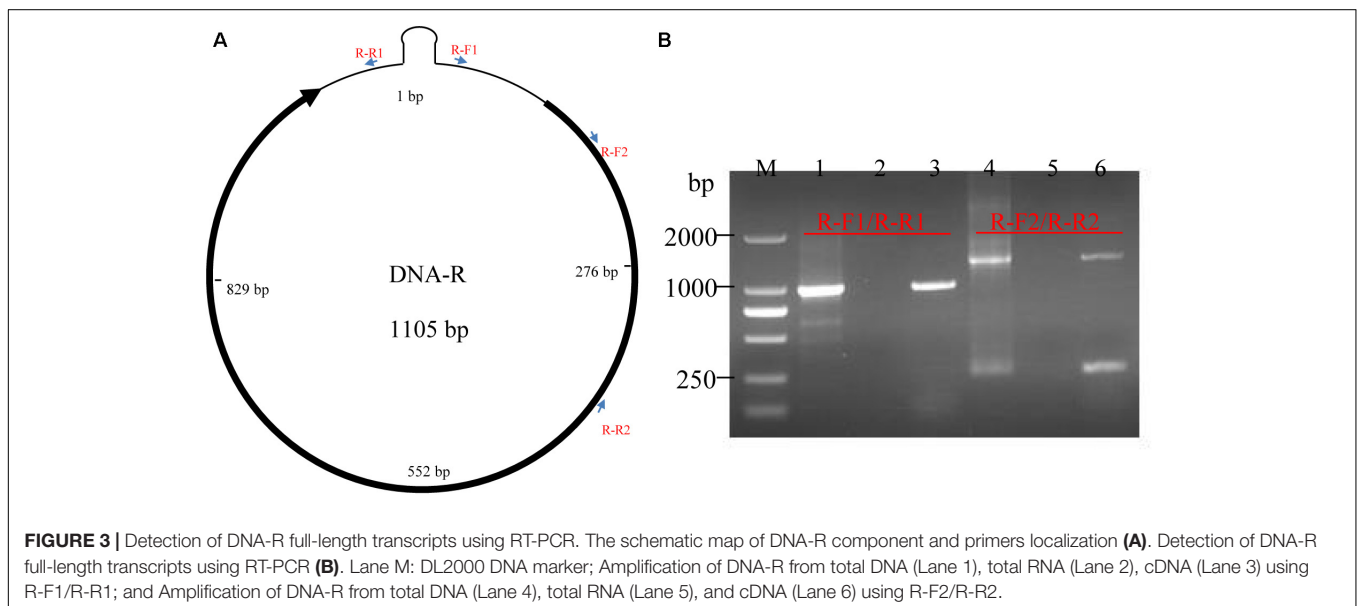 A
R-R1
R-F1
1 bp
R-F2
829 bp
DNA-R
276 bp
1105 bp
R-R2
552 bp
B
bp
M 1 2 3 4 5 6
R-F1/R-R1 R-F2/R-R2
2000
1000
250
FIGURE 3 | Detection of DNA-R full-length transcripts using RT-PCR. The schematic map of DNA-R component and primers localization (A). Detection of DNA-R
full-length transcripts using RT-PCR (B). Lane M: DL2000 DNA marker; Amplification of DNA-R from total DNA (Lane 1), total RNA (Lane 2), cDNA (Lane 3) using
R-F1/R-R1; and Amplification of DNA-R from total DNA (Lane 4), total RNA (Lane 5), and cDNA (Lane 6) using R-F2/R-R2.